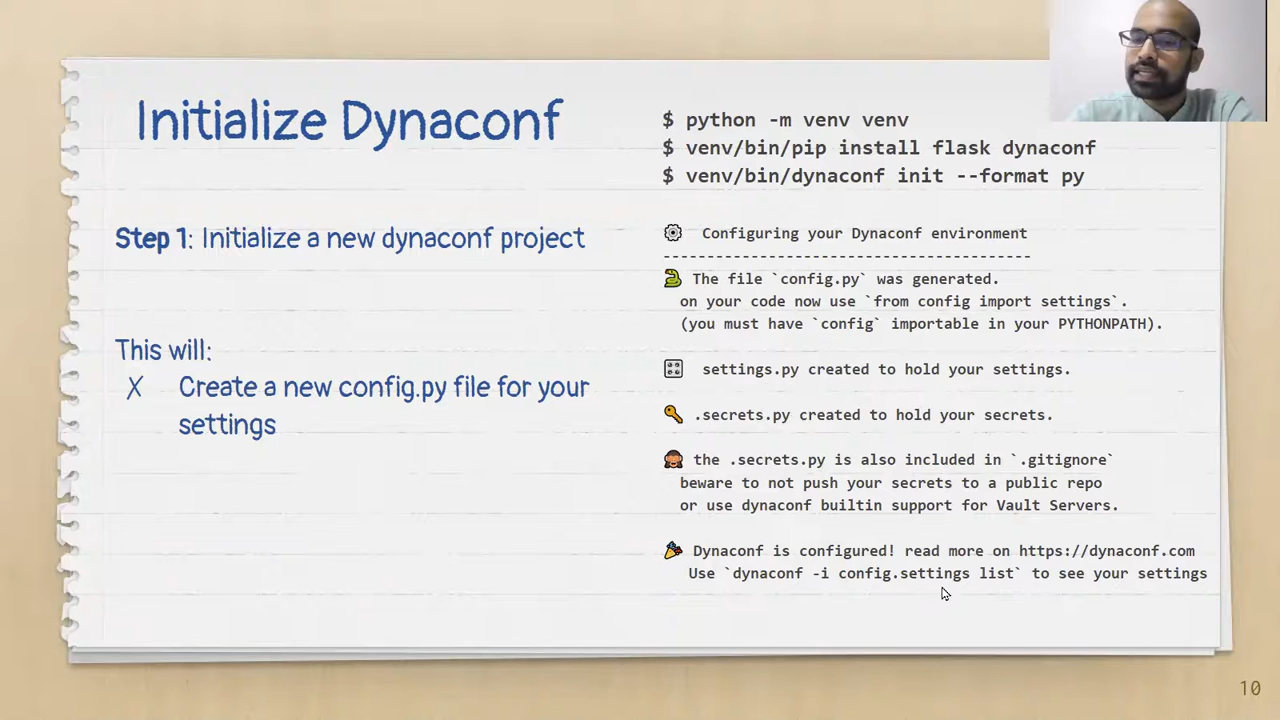 Initialize Dynaconf
Step 1: Initialize a new dynaconf project
This will:
X Create a new config.py file for your
settings
$ python -m venv venv
$ venv/bin/pip install flask dynaconf
$ venv/bin/dynaconf init --format py
Configuring your Dynaconf environment
------------------------------------------
The file `config.py` was generated.
on your code now use `from config import settings`.
(you must have `config` importable in your PYTHONPATH).
settings.py created to hold your settings.
.secrets.py created to hold your secrets.
the .secrets.py is also included in `.gitignore`
beware to not push your secrets to a public repo
or use dynaconf builtin support for Vault Servers.
Dynaconf is configured! read more on https://dynaconf.com
Use `dynaconf -i config.settings list` to see your settings
10